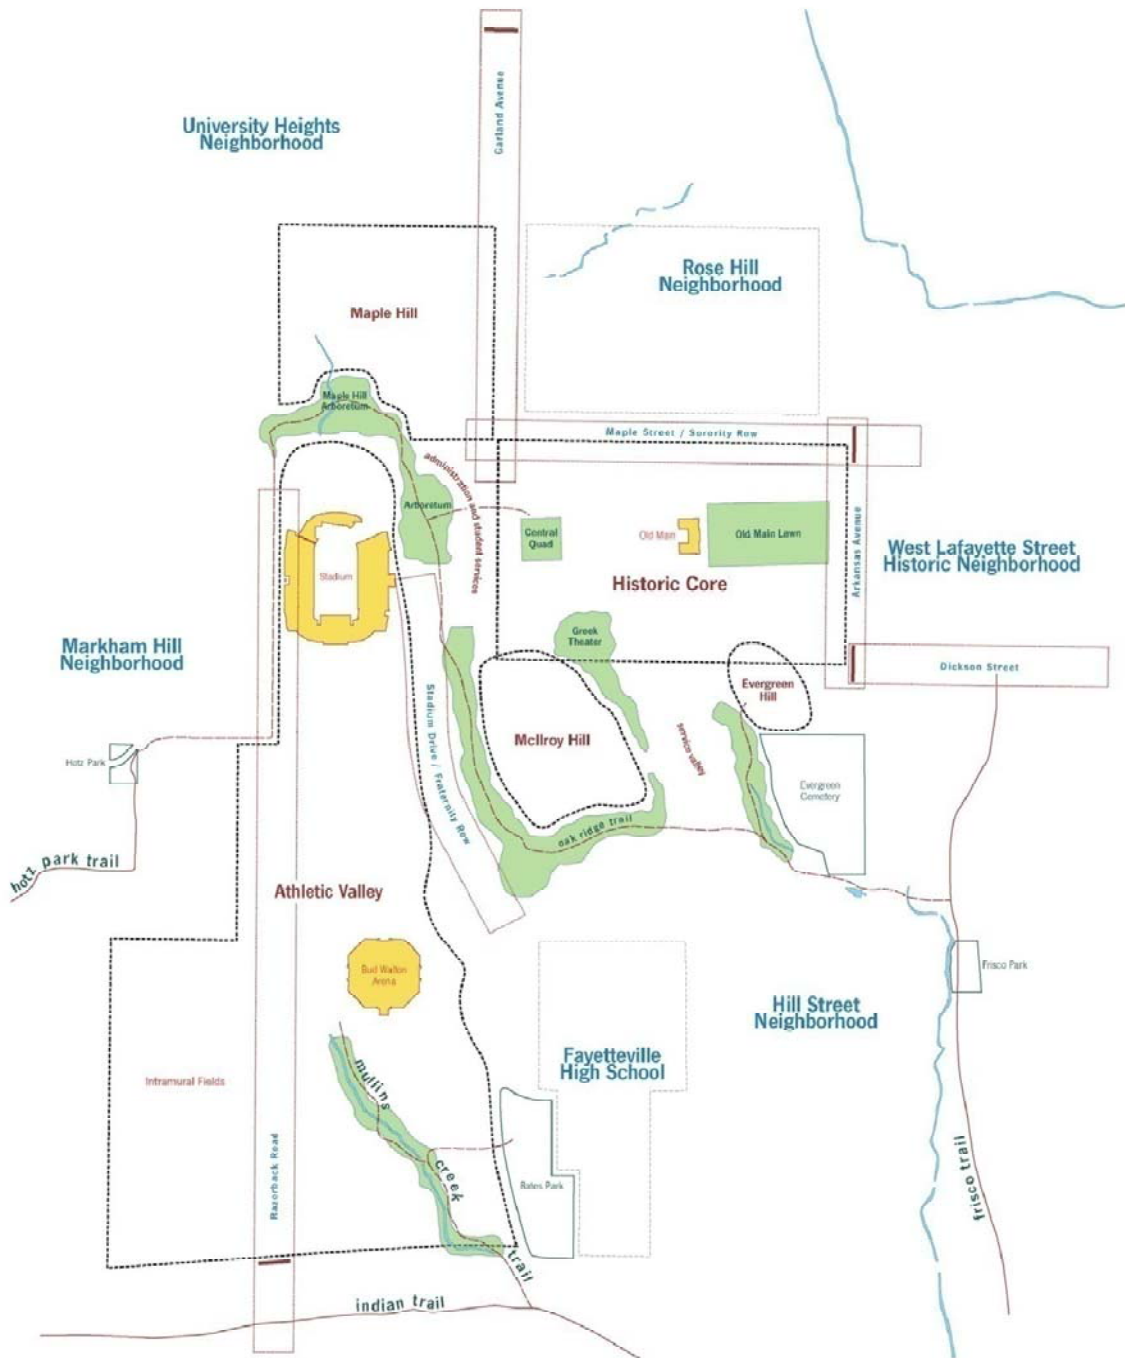 Garland Avenue
University Heights
Neighborhood
Rose Hill
Neighborhood
Maple Hill
Maple Hill
Arboretum
Maple Street / Sorority Row
administration and student services
Arboretum
Central
Quad
Old Main
Old Main Lawn
Arkansas Avenue
West Lafayette Street
Historic Neighborhood
Stadium
Historic Core
Markham Hill
Neighborhood
Greek
Theater
Dickson Street
Evergreen
Hill
Stadium Drive / Fraternity Row
McIlroy Hill
service valley
Hotz Park
Evergreen
Cemetery
oak ridge trail
hotz park trail
Athletic Valley
Bud Walton
Arena
Frisco Park
Hill Street
Neighborhood
Fayetteville
High School
mullins
Intramural Fields
Razorback Road
creek
Bates Park
frisco trail
trail
indian trail